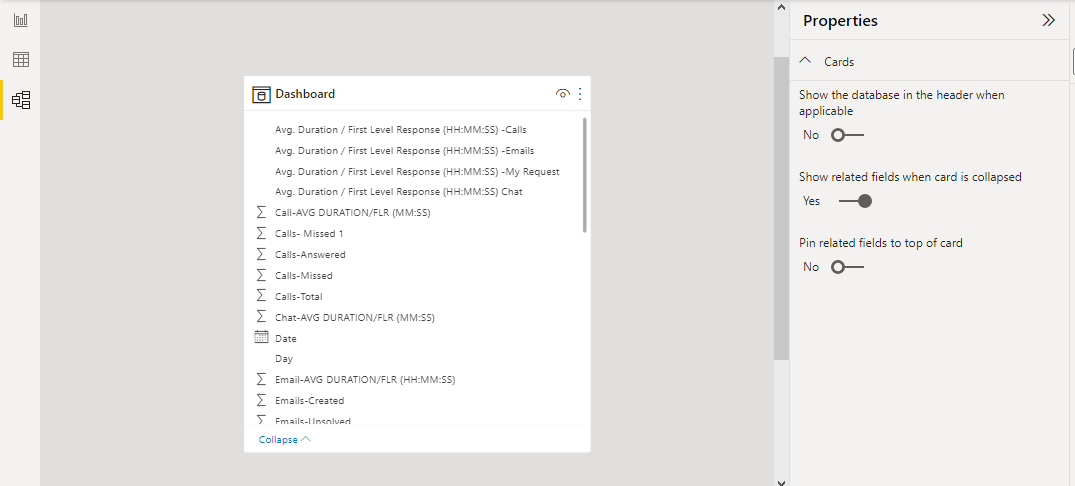 Dashboard
Avg. Duration / First Level Response (HH:MM:SS) -Calls
Avg. Duration / First Level Response (HH:MM:SS) -Emails
Avg. Duration / First Level Response (HH:MM:SS) -My Request
Avg. Duration / First Level Response (HH:MM:SS) Chat
Call-AVG DURATION/FLR (MM:SS)
Calls- Missed 1
Calls-Answered
Calls-Missed
Calls-Total
Chat-AVG DURATION/FLR (MM:SS)
Date
Day
Email-AVG DURATION/FLR (HH:MM:SS)
Emails-Created
Emails-Unsolved
Collapse
Properties
Cards
Show the database in the header when
applicable
No
Show related fields when card is collapsed
Yes
Pin related fields to top of card
No